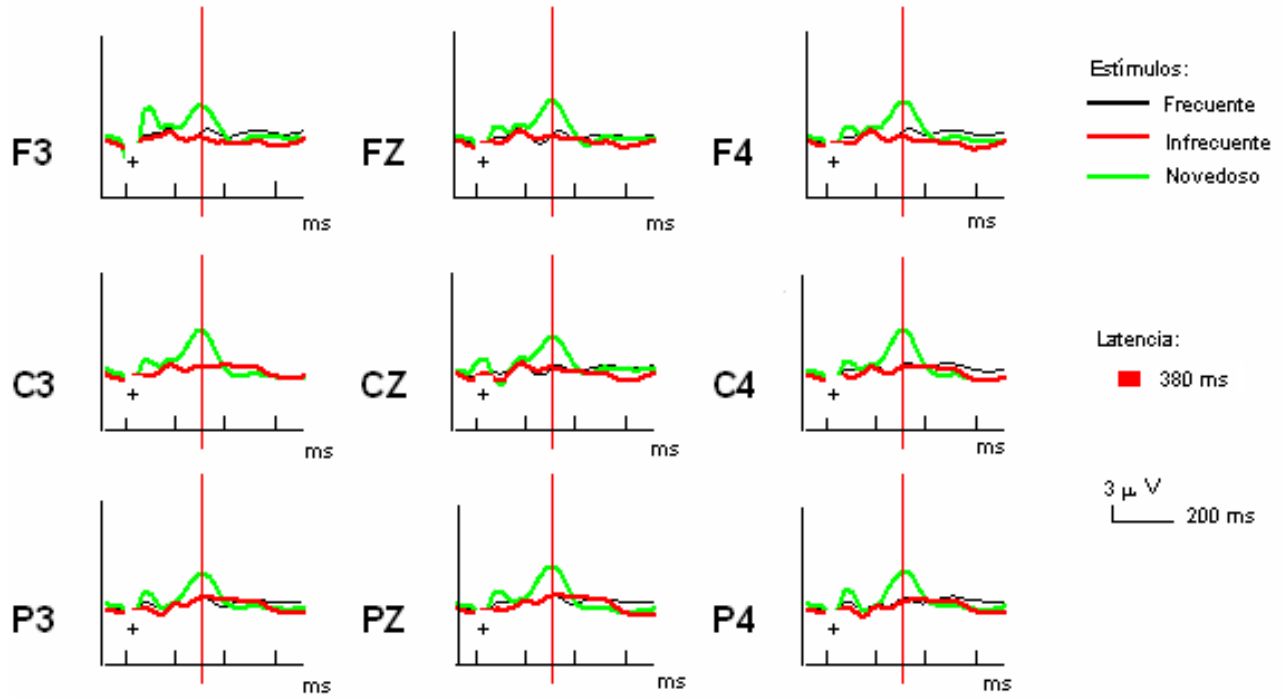 F3
+
ms
FZ
+
ms
F4
+
ms
Estímulos:
Frecuente
Infrecuente
Novedoso
C3
+
ms
CZ
+
ms
C4
+
ms
Latencia:
380 ms
P3
+
ms
PZ
+
ms
P4
+
ms
3 μ V
200 ms